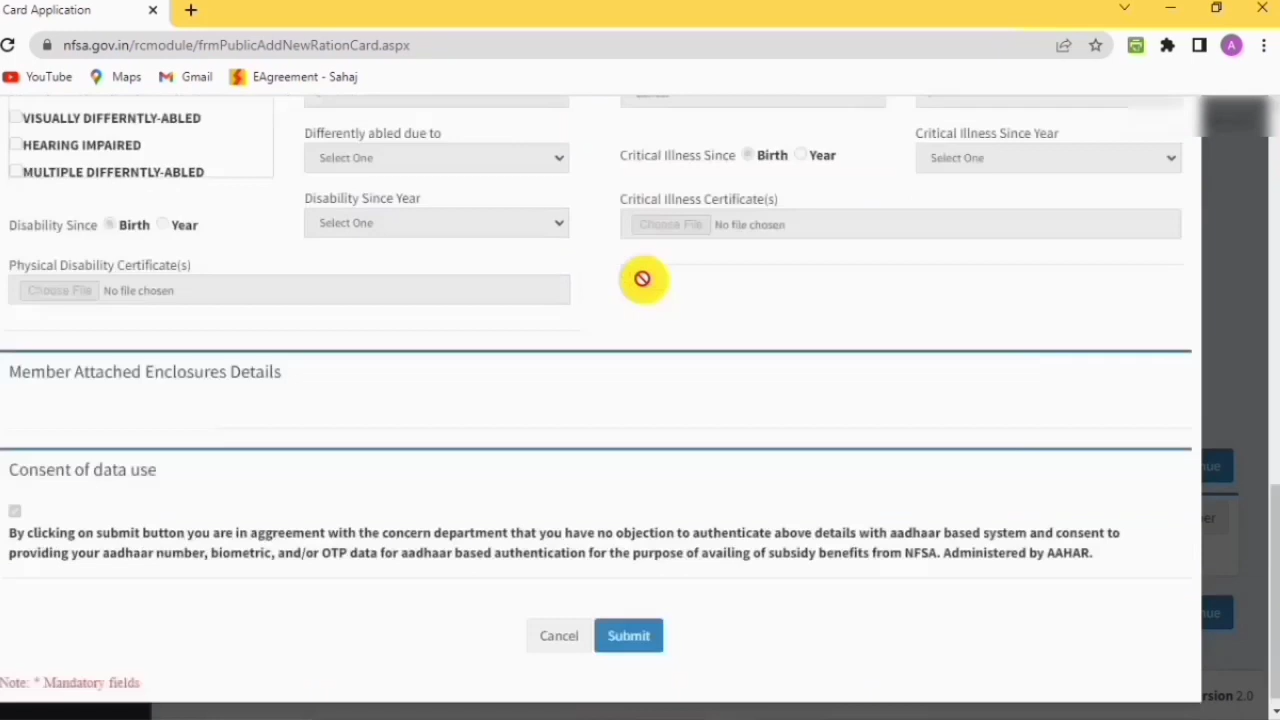 Card Application
nfsa.gov.in/rcmodule/frmPublicAddNewRationCard.aspx
A
YouTube Maps Gmail EAgreement - Sahaj
VISUALLY DIFFERNTLY-ABLED
HEARING IMPAIRED
MULTIPLE DIFFERNTLY-ABLED
Disability Since Birth Year
Differently abled due to
Select One
Disability Since Year
Select One
Physical Disability Certificate(s)
Choose File No file chosen
Critical Illness Since Birth Year
Critical Illness Since Year
Select One
Critical Illness Certificate(s)
Choose File No file chosen
Member Attached Enclosures Details
Consent of data use
By clicking on submit button you are in aggreement with the concern department that you have no objection to authenticate above details with aadhaar based system and consent to
providing your aadhaar number, biometric, and/or OTP data for aadhaar based authentication for the purpose of availing of subsidy benefits from NFSA. Administered by AAHAR.
Cancel Submit
Note: * Mandatory fields
nue
er
nue
rsion 2.0